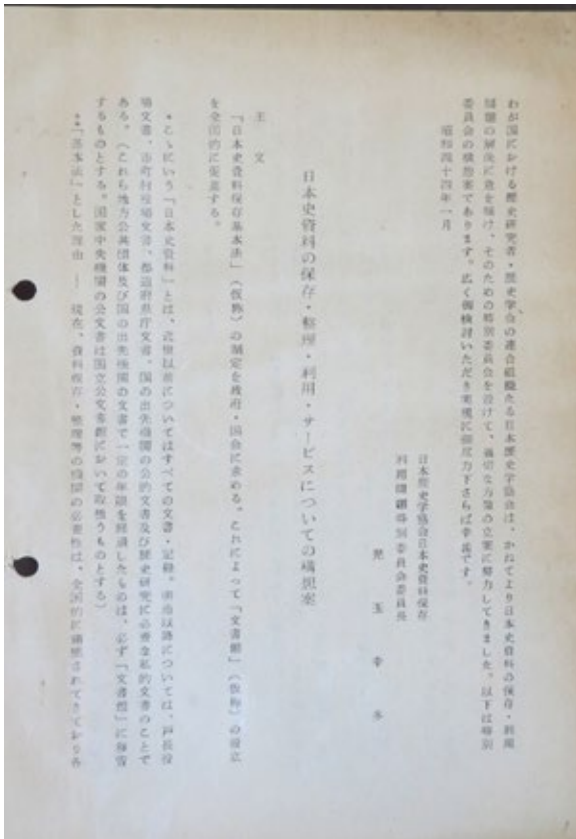 わが国における歴史研究者・歴史学会の連合組織たる日本歴史学協会は、かねてより日本史資料の保存・利用
問題の解決に意を注ぎ、そのための特別委員会を設けて、適切な方策の立案に努力してきました。以下は特別
委員会の構想案であります。広く御検討いただき実現に御尽力下さらば幸甚です。
昭和四十四年一月
日本歴史学協会日本史資料保存
利用問題特別委員会委員長
児玉幸多
日本史資料の保存・整理・利用・サービスについての構想案
主文
「日本史資料保存基本法」(仮称)の制定を政府・国会に求める。これによって「文書館」(仮称)の設立
を全国的に促進する。
*こゝにいう「日本史資料」とは、近世以前についてはすべての文書・記録。明治以降については、戸長役
場文書、市町村役場文書、都道府県庁文書、国の出先機関の公的文書及び歴史研究に必要な私的文書のことで
ある。(これら地方公共団体及び国の出先機関の文書で一定の年限を経過したものは、必ず「文書館」に移管
するものとする。国家中央機関の公文書は国立公文書館において取扱うものとする)
*「基本法」とした理由 ー 現在、資料保存・整理等の機関の必要性は、全国的に痛感されてきており各